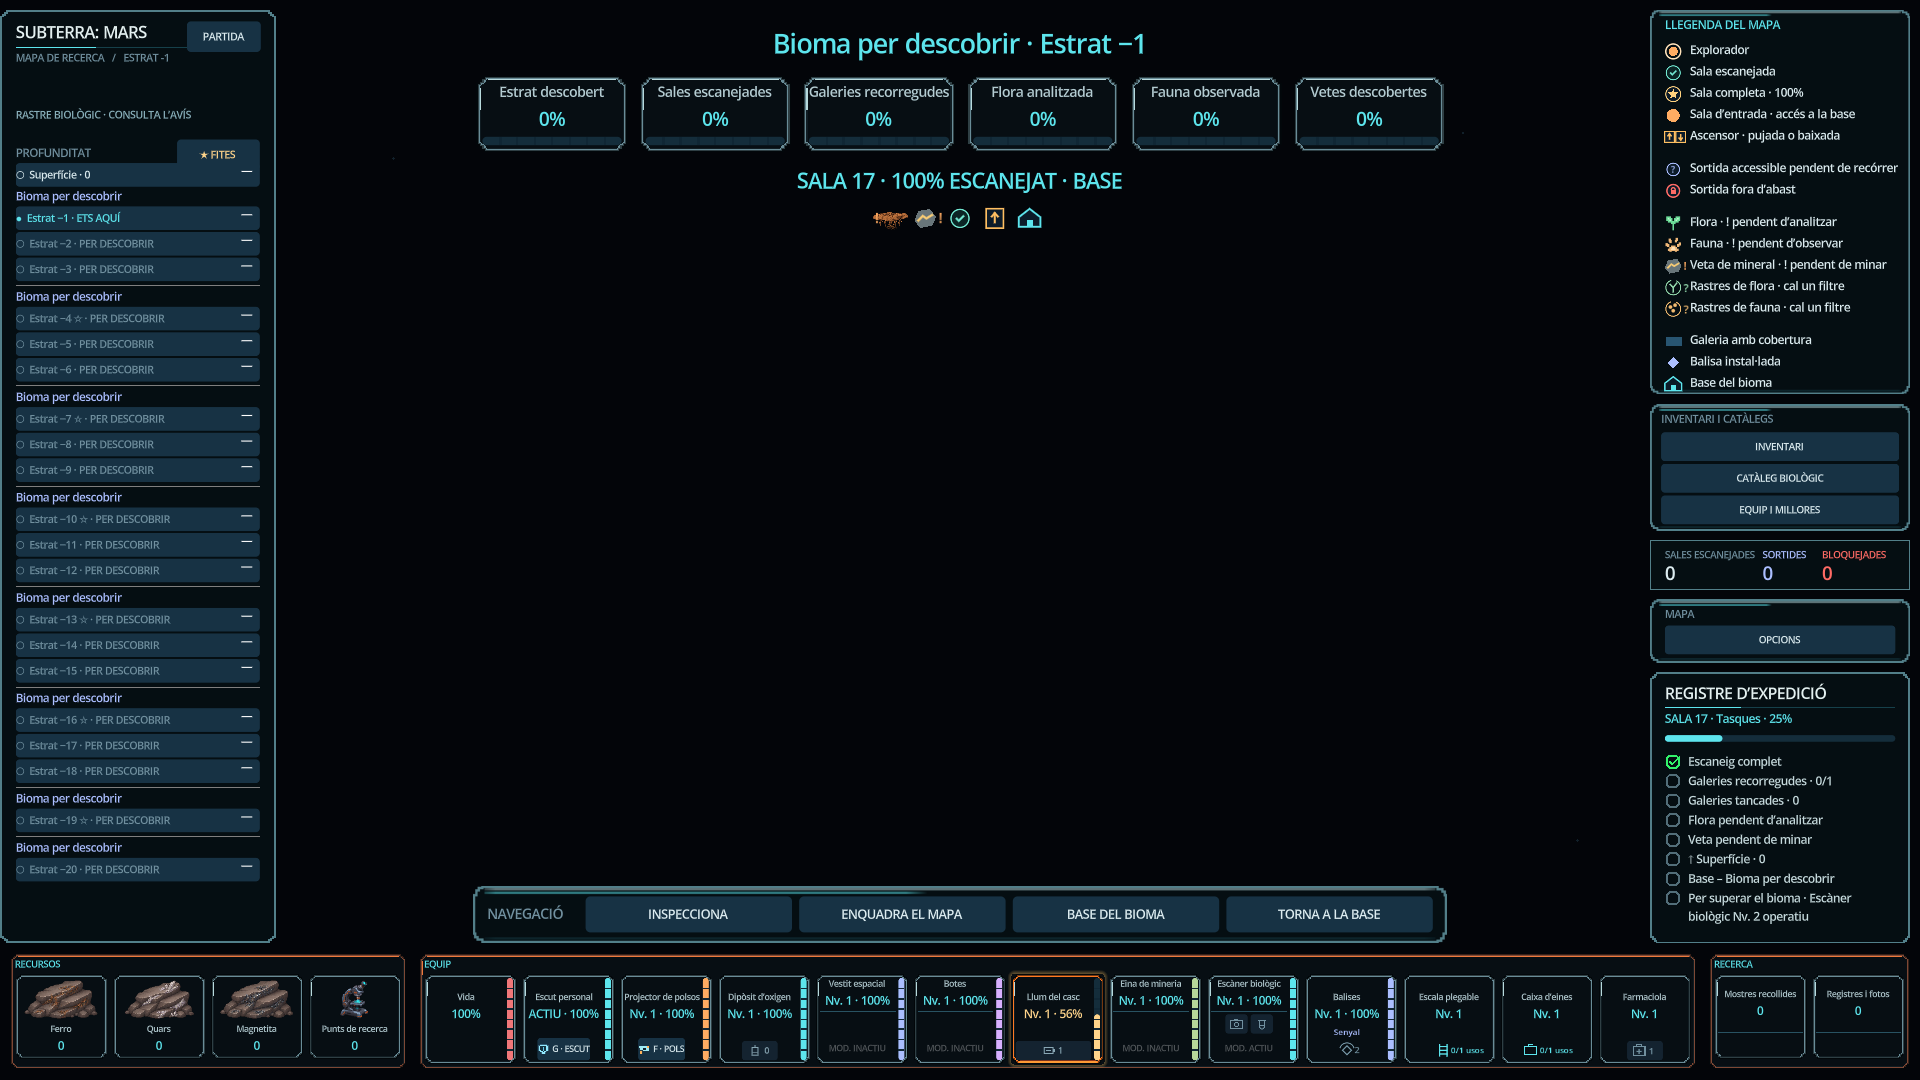 SUBTERRA: MARS
PARTIDA
MAPA DE RECERCA / ESTRAT -1
RASTRE BIOLÒGIC · CONSULTA L'AVÍS
PROFUNDITAT
★ FITES
Superfície · 0 —
Bioma per descobrir
Estrat −1 · ETS AQUÍ —
Estrat −2 · PER DESCOBRIR —
Estrat −3 · PER DESCOBRIR —
Bioma per descobrir
Estrat −4 ☆ · PER DESCOBRIR —
Estrat −5 · PER DESCOBRIR —
Estrat −6 · PER DESCOBRIR —
Bioma per descobrir
Estrat −7 ☆ · PER DESCOBRIR —
Estrat −8 · PER DESCOBRIR —
Estrat −9 · PER DESCOBRIR —
Bioma per descobrir
Estrat −10 ☆ · PER DESCOBRIR —
Estrat −11 · PER DESCOBRIR —
Estrat −12 · PER DESCOBRIR —
Bioma per descobrir
Estrat −13 ☆ · PER DESCOBRIR —
Estrat −14 · PER DESCOBRIR —
Estrat −15 · PER DESCOBRIR —
Bioma per descobrir
Estrat −16 ☆ · PER DESCOBRIR —
Estrat −17 · PER DESCOBRIR —
Estrat −18 · PER DESCOBRIR —
Bioma per descobrir
Estrat −19 ☆ · PER DESCOBRIR —
Bioma per descobrir
Estrat −20 · PER DESCOBRIR —
Bioma per descobrir · Estrat −1
Estrat descobert
0%
Sales escanejades
0%
Galeries recorregudes
0%
Flora analitzada
0%
Fauna observada
0%
Vetes descobertes
0%
SALA 17 · 100% ESCANEJAT · BASE
!
NAVEGACIÓ
INSPECCIONA
ENQUADRA EL MAPA
BASE DEL BIOMA
TORNA A LA BASE
LLEGENDA DEL MAPA
Explorador
Sala escanejada
Sala completa · 100%
Sala d'entrada · accés a la base
Ascensor · pujada o baixada
? Sortida accessible pendent de recórrer
Sortida fora d'abast
Flora · ! pendent d'analitzar
Fauna · ! pendent d'observar
! Veta de mineral · ! pendent de minar
? Rastres de flora · cal un filtre
? Rastres de fauna · cal un filtre
Galeria amb cobertura
Balisa instal·lada
Base del bioma
INVENTARI I CATÀLEGS
INVENTARI
CATÀLEG BIOLÒGIC
EQUIP I MILLORES
SALES ESCANEJADES SORTIDES BLOQUEJADES
0 0 0
MAPA
OPCIONS
REGISTRE D'EXPEDICIÓ
SALA 17 · Tasques · 25%
Escaneig complet
Galeries recorregudes · 0/1
Galeries tancades · 0
Flora pendent d'analitzar
Veta pendent de minar
↑ Superfície · 0
Base – Bioma per descobrir
Per superar el bioma · Escàner
biològic Nv. 2 operatiu
RECURSOS
Ferro
0
Quars
0
Magnetita
0
Punts de recerca
0
EQUIP
Vida
100%
Escut personal
ACTIU · 100%
G · ESCUT
Projector de polsos
Nv. 1 · 100%
F · POLS
Dipòsit d'oxigen
Nv. 1 · 100%
0
Vestit espacial
Nv. 1 · 100%
MOD. INACTIU
Botes
Nv. 1 · 100%
MOD. INACTIU
Llum del casc
Nv. 1 · 56%
1
Eina de mineria
Nv. 1 · 100%
MOD. INACTIU
Escàner biològic
Nv. 1 · 100%
MOD. ACTIU
Balises
Nv. 1 · 100%
Senyal
2
Escala plegable
Nv. 1
0/1 usos
Caixa d'eines
Nv. 1
0/1 usos
Farmaciola
Nv. 1
1
RECERCA
Mostres recollides
0
Registres i fotos
0